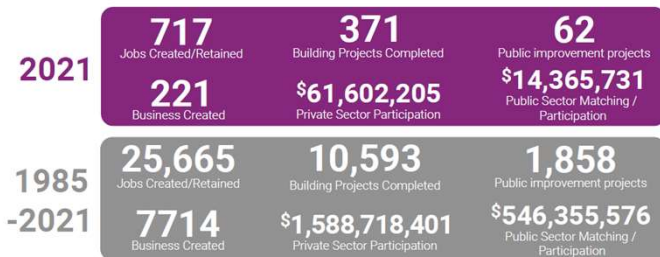 2021
717
Jobs Created/Retained
371
Building Projects Completed
62
Public improvement projects
221
Business Created
$61,602,205
Private Sector Participation
$14,365,731
Public Sector Matching /
Participation
1985
-2021
25,665
Jobs Created/Retained
10,593
Building Projects Completed
1,858
Public improvement projects
7714
Business Created
$1,588,718,401
Private Sector Participation
$546,355,576
Public Sector Matching /
Participation